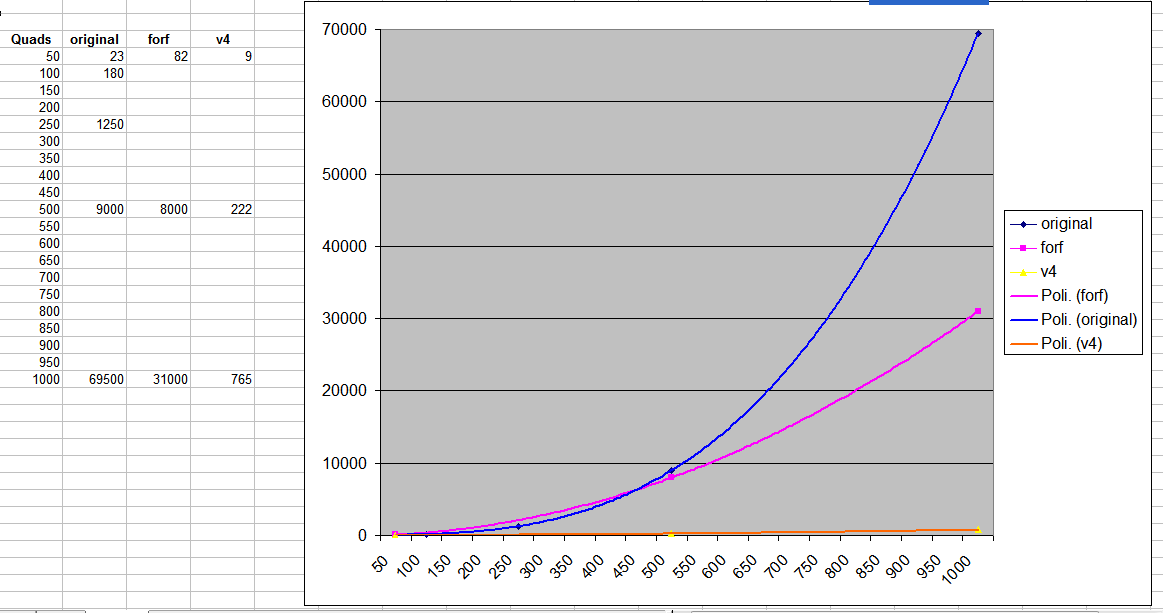 Quads original forf v4
50 23 82 9
100 180
150
200
250 1250
300
350
400
450
500 9000 8000 222
550
600
650
700
750
800
850
900
950
1000 69500 31000 765
70000
60000
50000
40000
30000
20000
10000
0
50 100 150 200 250 300 350 400 450 500 550 600 650 700 750 800 850 900 950 1000
original
forf
v4
Poli. (forf)
Poli. (original)
Poli. (v4)